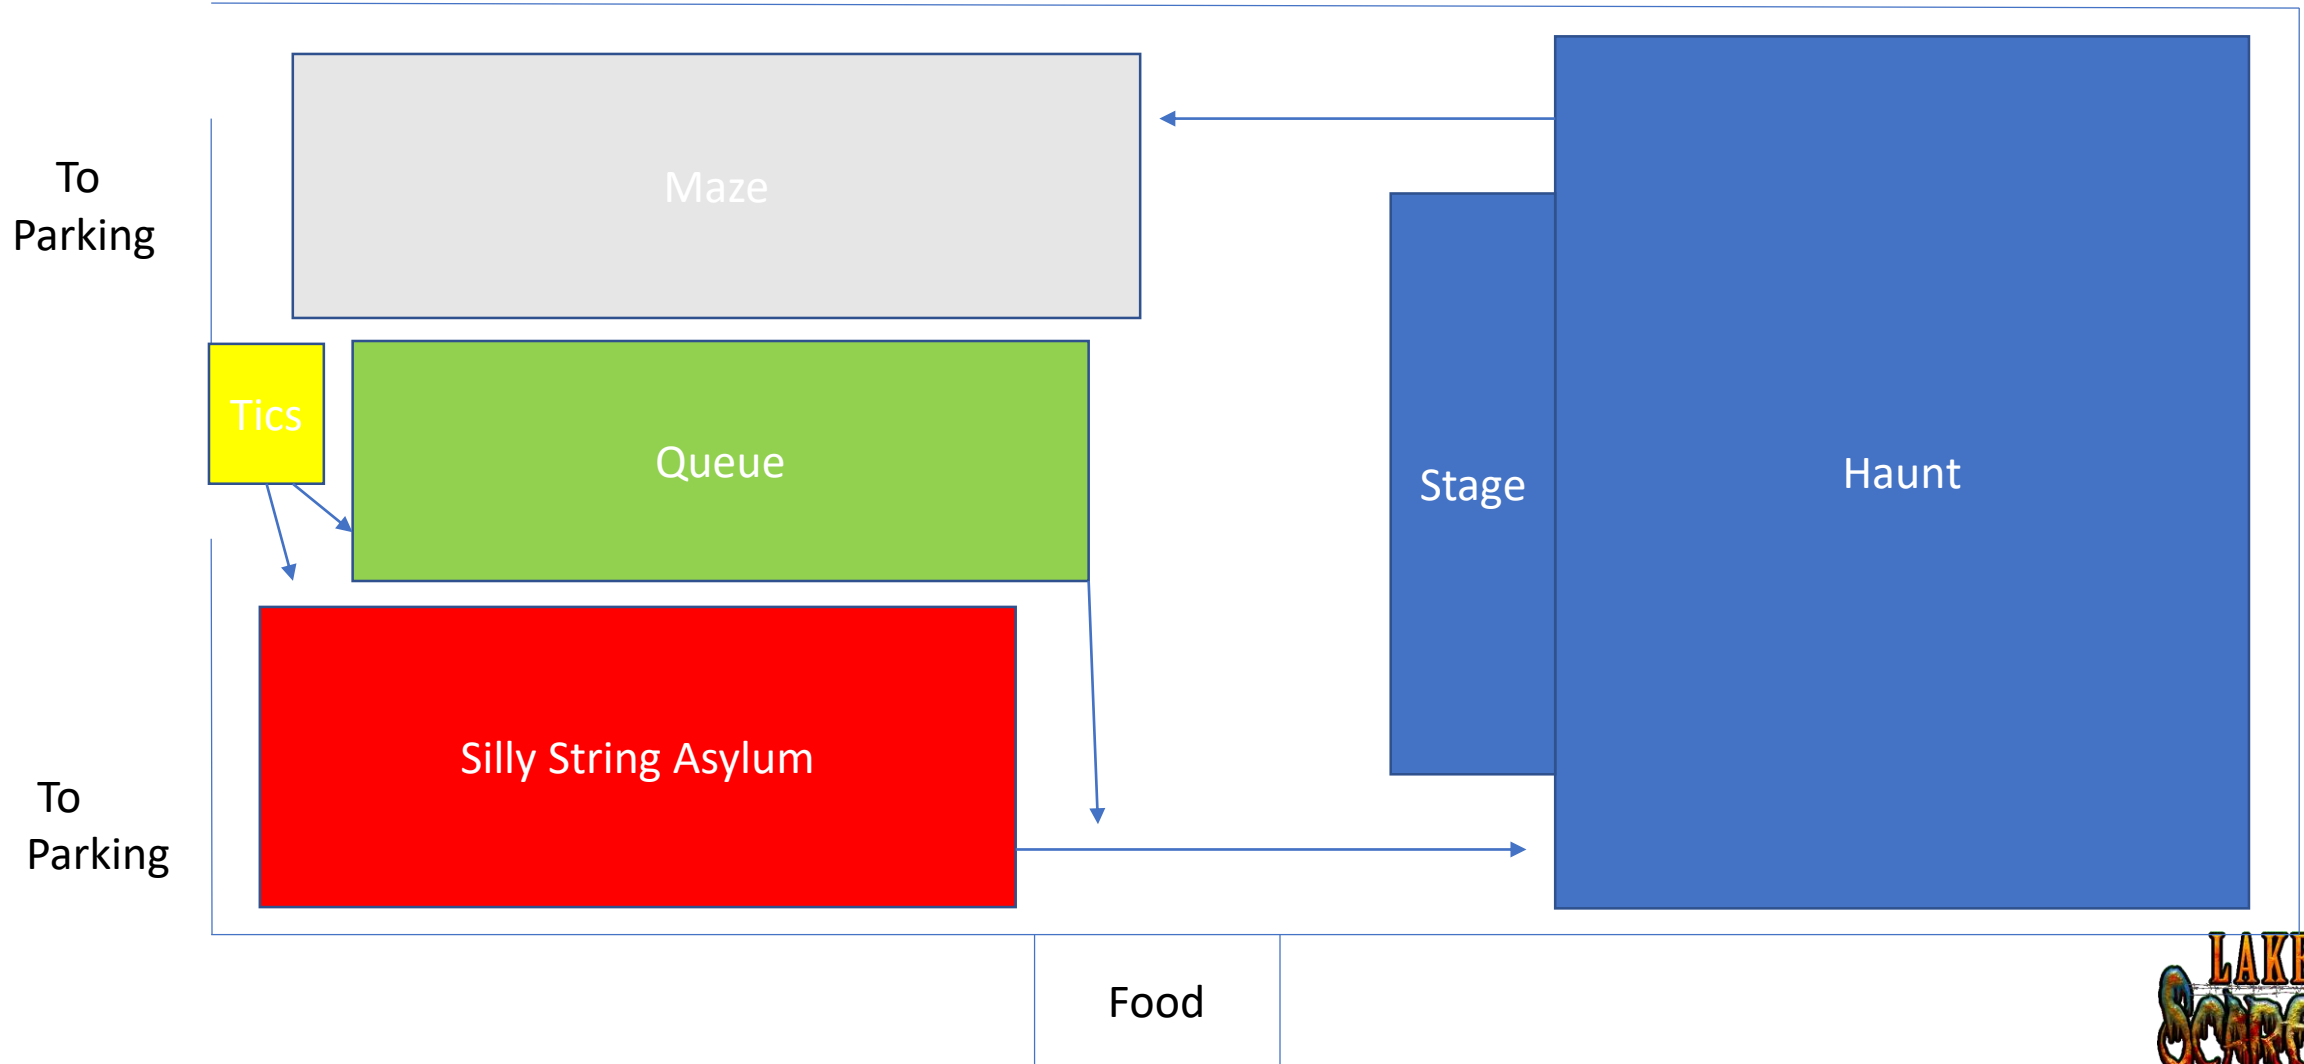 To
Parking
Maze
Tics
Queue
Stage
Haunt
Silly String Asylum
To
Parking
Food
LAKE